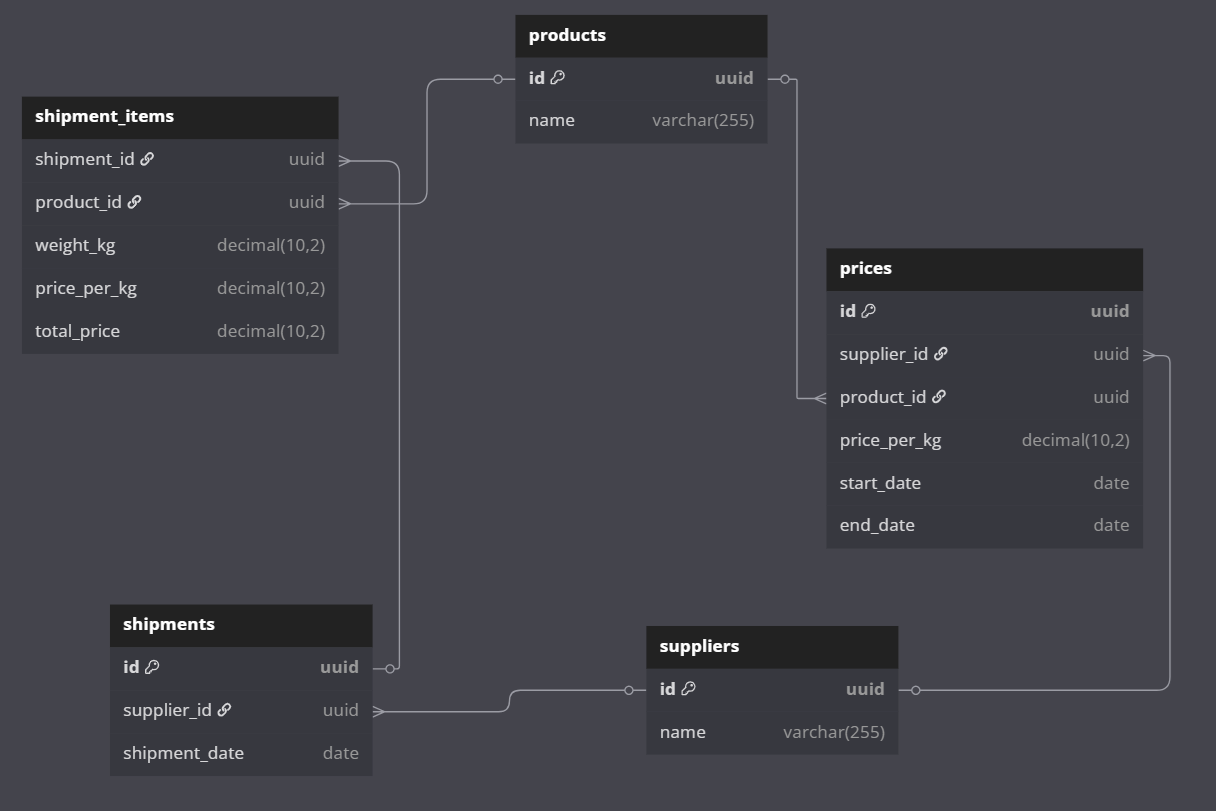 products
id uuid
name varchar(255)
shipment_items
shipment_id uuid
product_id uuid
weight_kg decimal(10,2)
price_per_kg decimal(10,2)
total_price decimal(10,2)
prices
id uuid
supplier_id uuid
product_id uuid
price_per_kg decimal(10,2)
start_date date
end_date date
shipments
id uuid
supplier_id uuid
shipment_date date
suppliers
id uuid
name varchar(255)